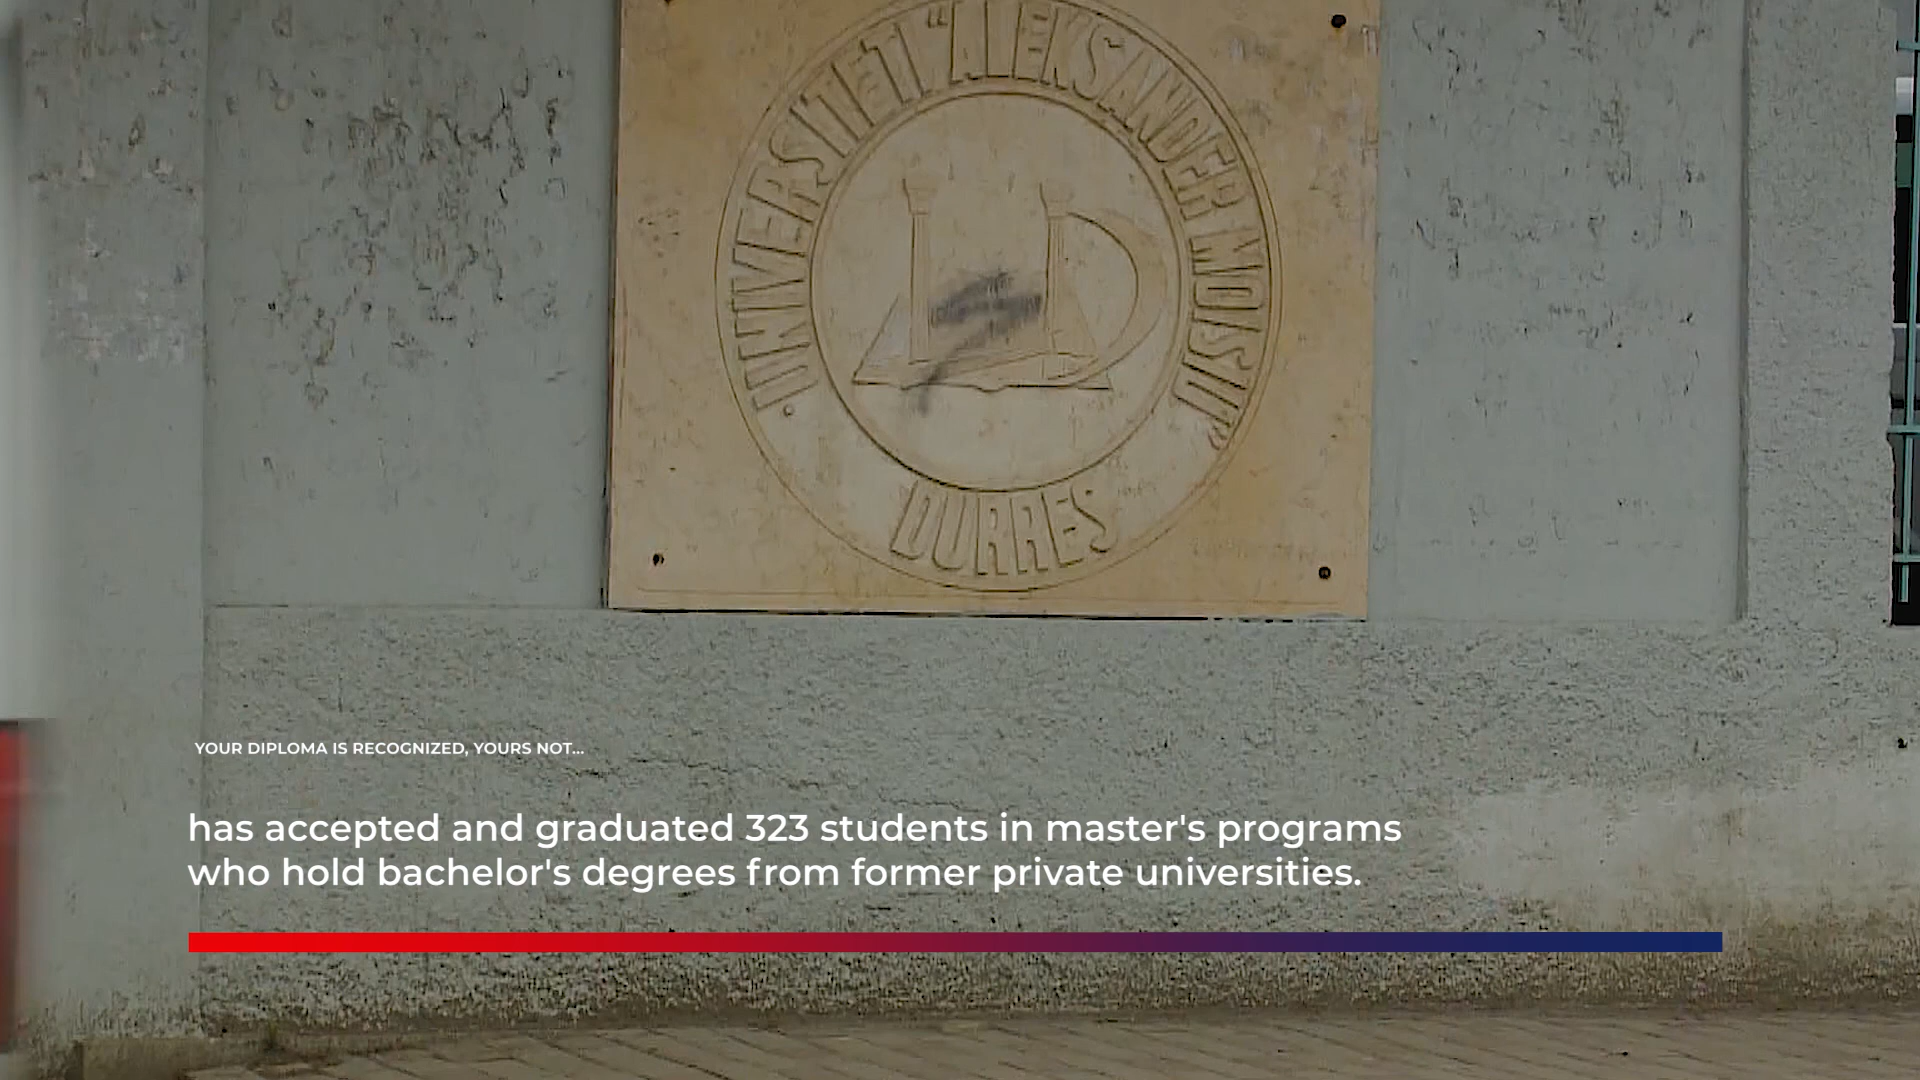 UNIVERSITETI "ALEKSANDER MOISIU"
DURRES
YOUR DIPLOMA IS RECOGNIZED, YOURS NOT...
has accepted and graduated 323 students in master's programs
who hold bachelor's degrees from former private universities.